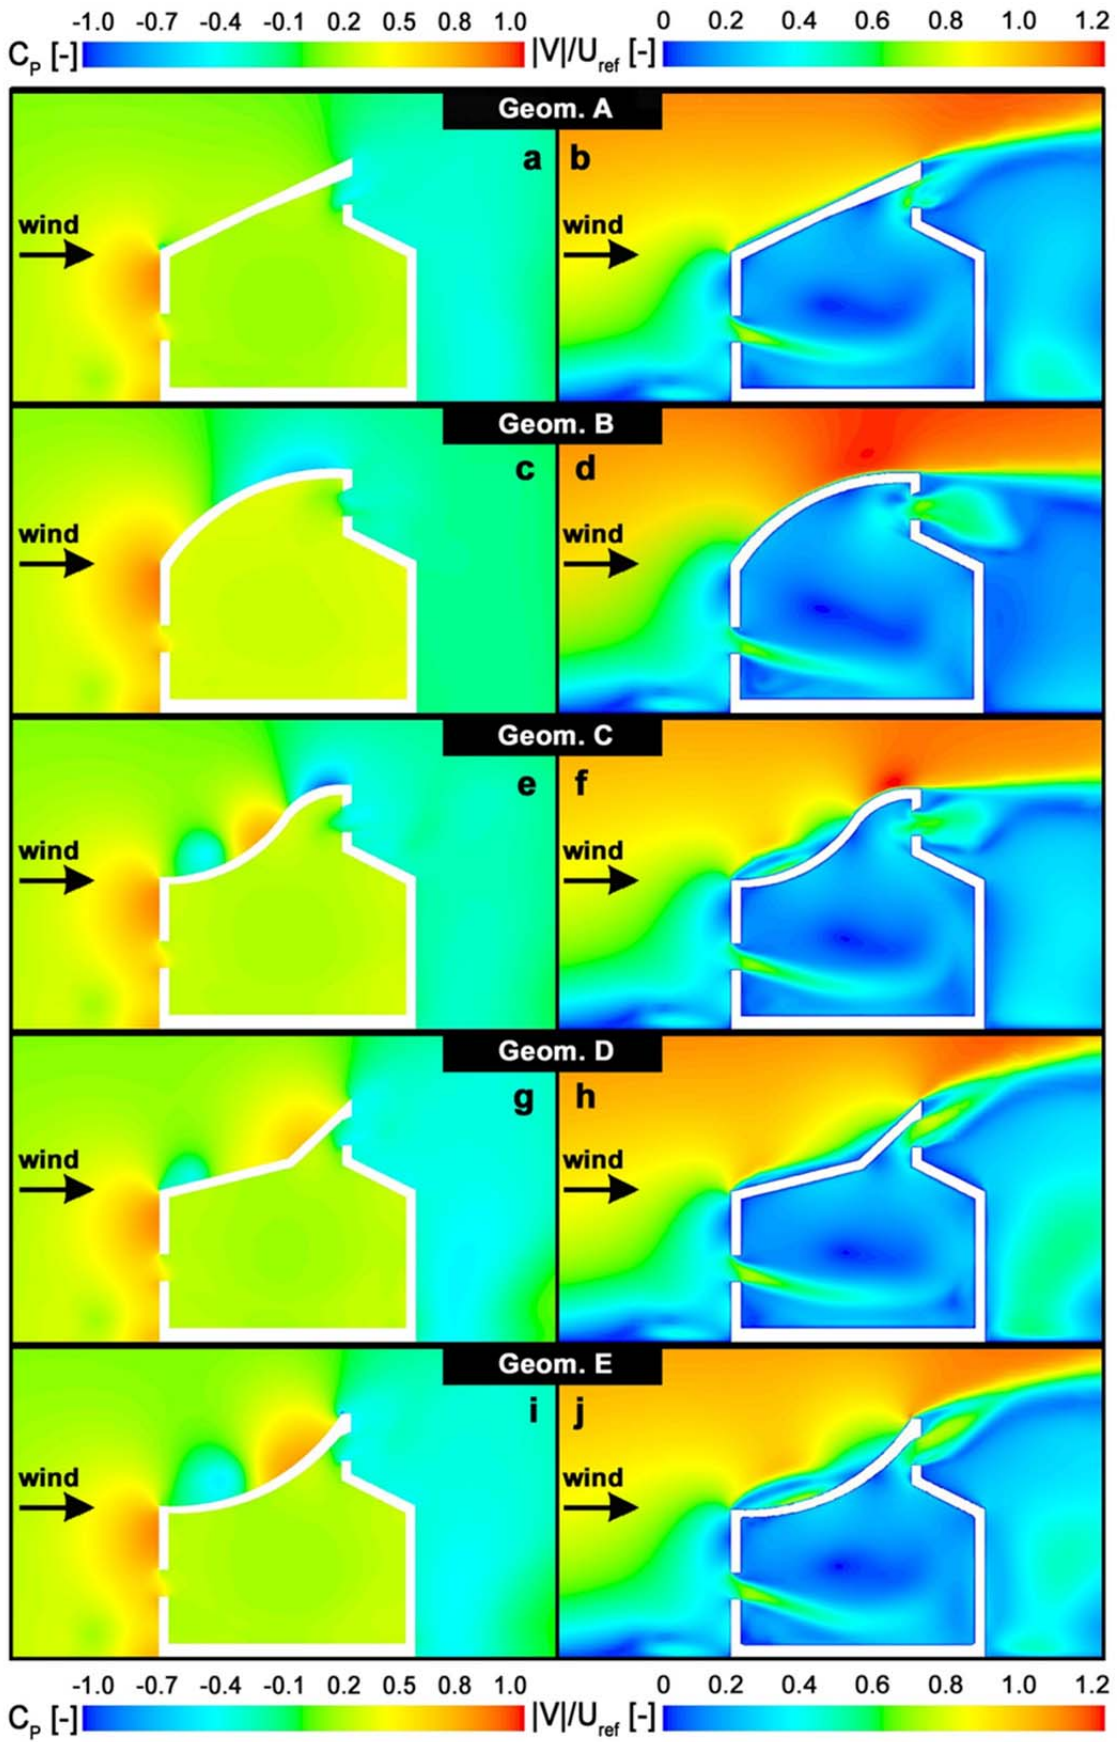 -1.0 -0.7 -0.4 -0.1 0.2 0.5 0.8 1.0 0 0.2 0.4 0.6 0.8 1.0 1.2
CP [-] |V|/Uref [-]
Geom. A
a b
wind wind
Geom. B
c d
wind wind
Geom. C
e f
wind wind
Geom. D
g h
wind wind
Geom. E
i j
wind wind
-1.0 -0.7 -0.4 -0.1 0.2 0.5 0.8 1.0 0 0.2 0.4 0.6 0.8 1.0 1.2
CP [-] |V|/Uref [-]